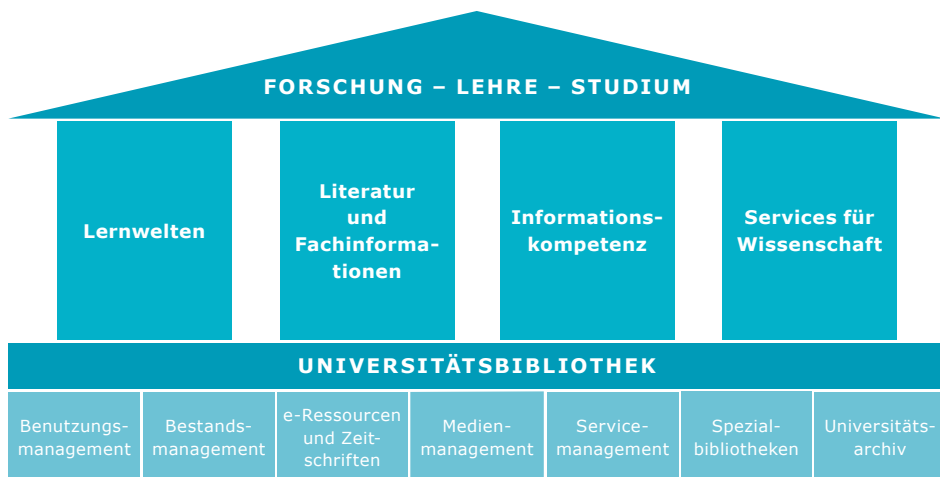 FORSCHUNG – LEHRE – STUDIUM
Lernwelten
Literatur
und
Fachinforma-
tionen
Informations-
kompetenz
Services für
Wissenschaft
UNIVERSITÄTSBIBLIOTHEK
Benutzungs-
management
Bestands-
management
e-Ressourcen
und Zeit-
schriften
Medien-
management
Service-
management
Spezial-
bibliotheken
Universitäts-
archiv